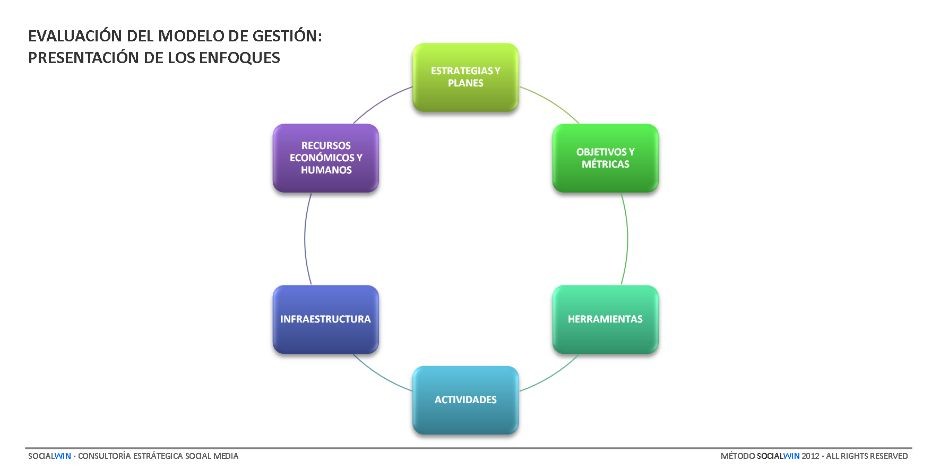 EVALUACIÓN DEL MODELO DE GESTIÓN:
PRESENTACIÓN DE LOS ENFOQUES
ESTRATEGIAS Y
PLANES
OBJETIVOS Y
MÉTRICAS
HERRAMIENTAS
ACTIVIDADES
INFRAESTRUCTURA
RECURSOS
ECONÓMICOS Y
HUMANOS
SOCIALWIN - CONSULTORÍA ESTRÁTEGICA SOCIAL MEDIA
MÉTODO SOCIALWIN 2012 - ALL RIGHTS RESERVED